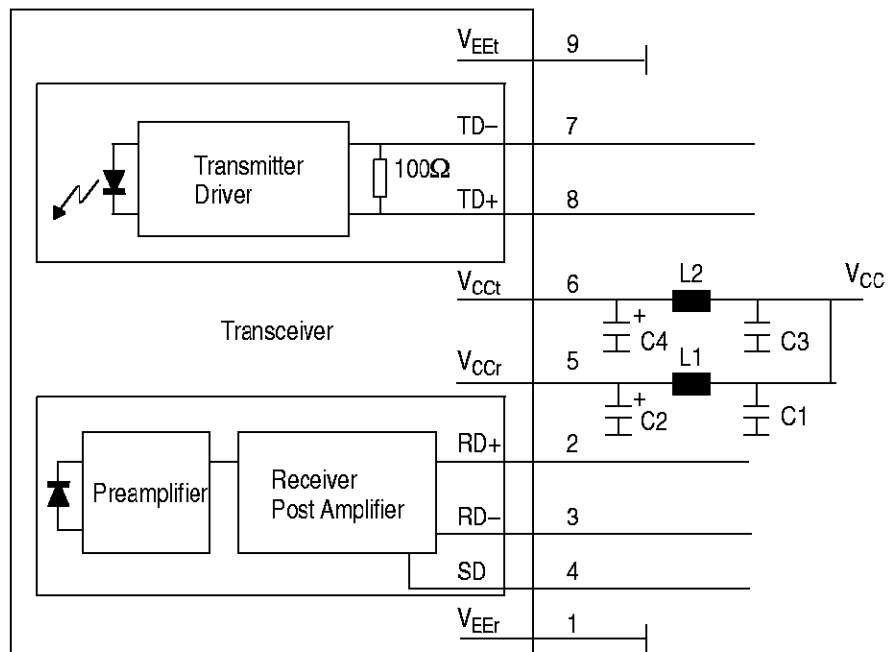 VEEt 9
TD– 7
Transmitter
Driver
100Ω
TD+ 8
VCCt 6 L2 VCC
Transceiver
+ C4 C3
VCCr 5 L1
+ C2 C1
RD+ 2
Preamplifier
Receiver
Post Amplifier
RD– 3
SD 4
VEEr 1